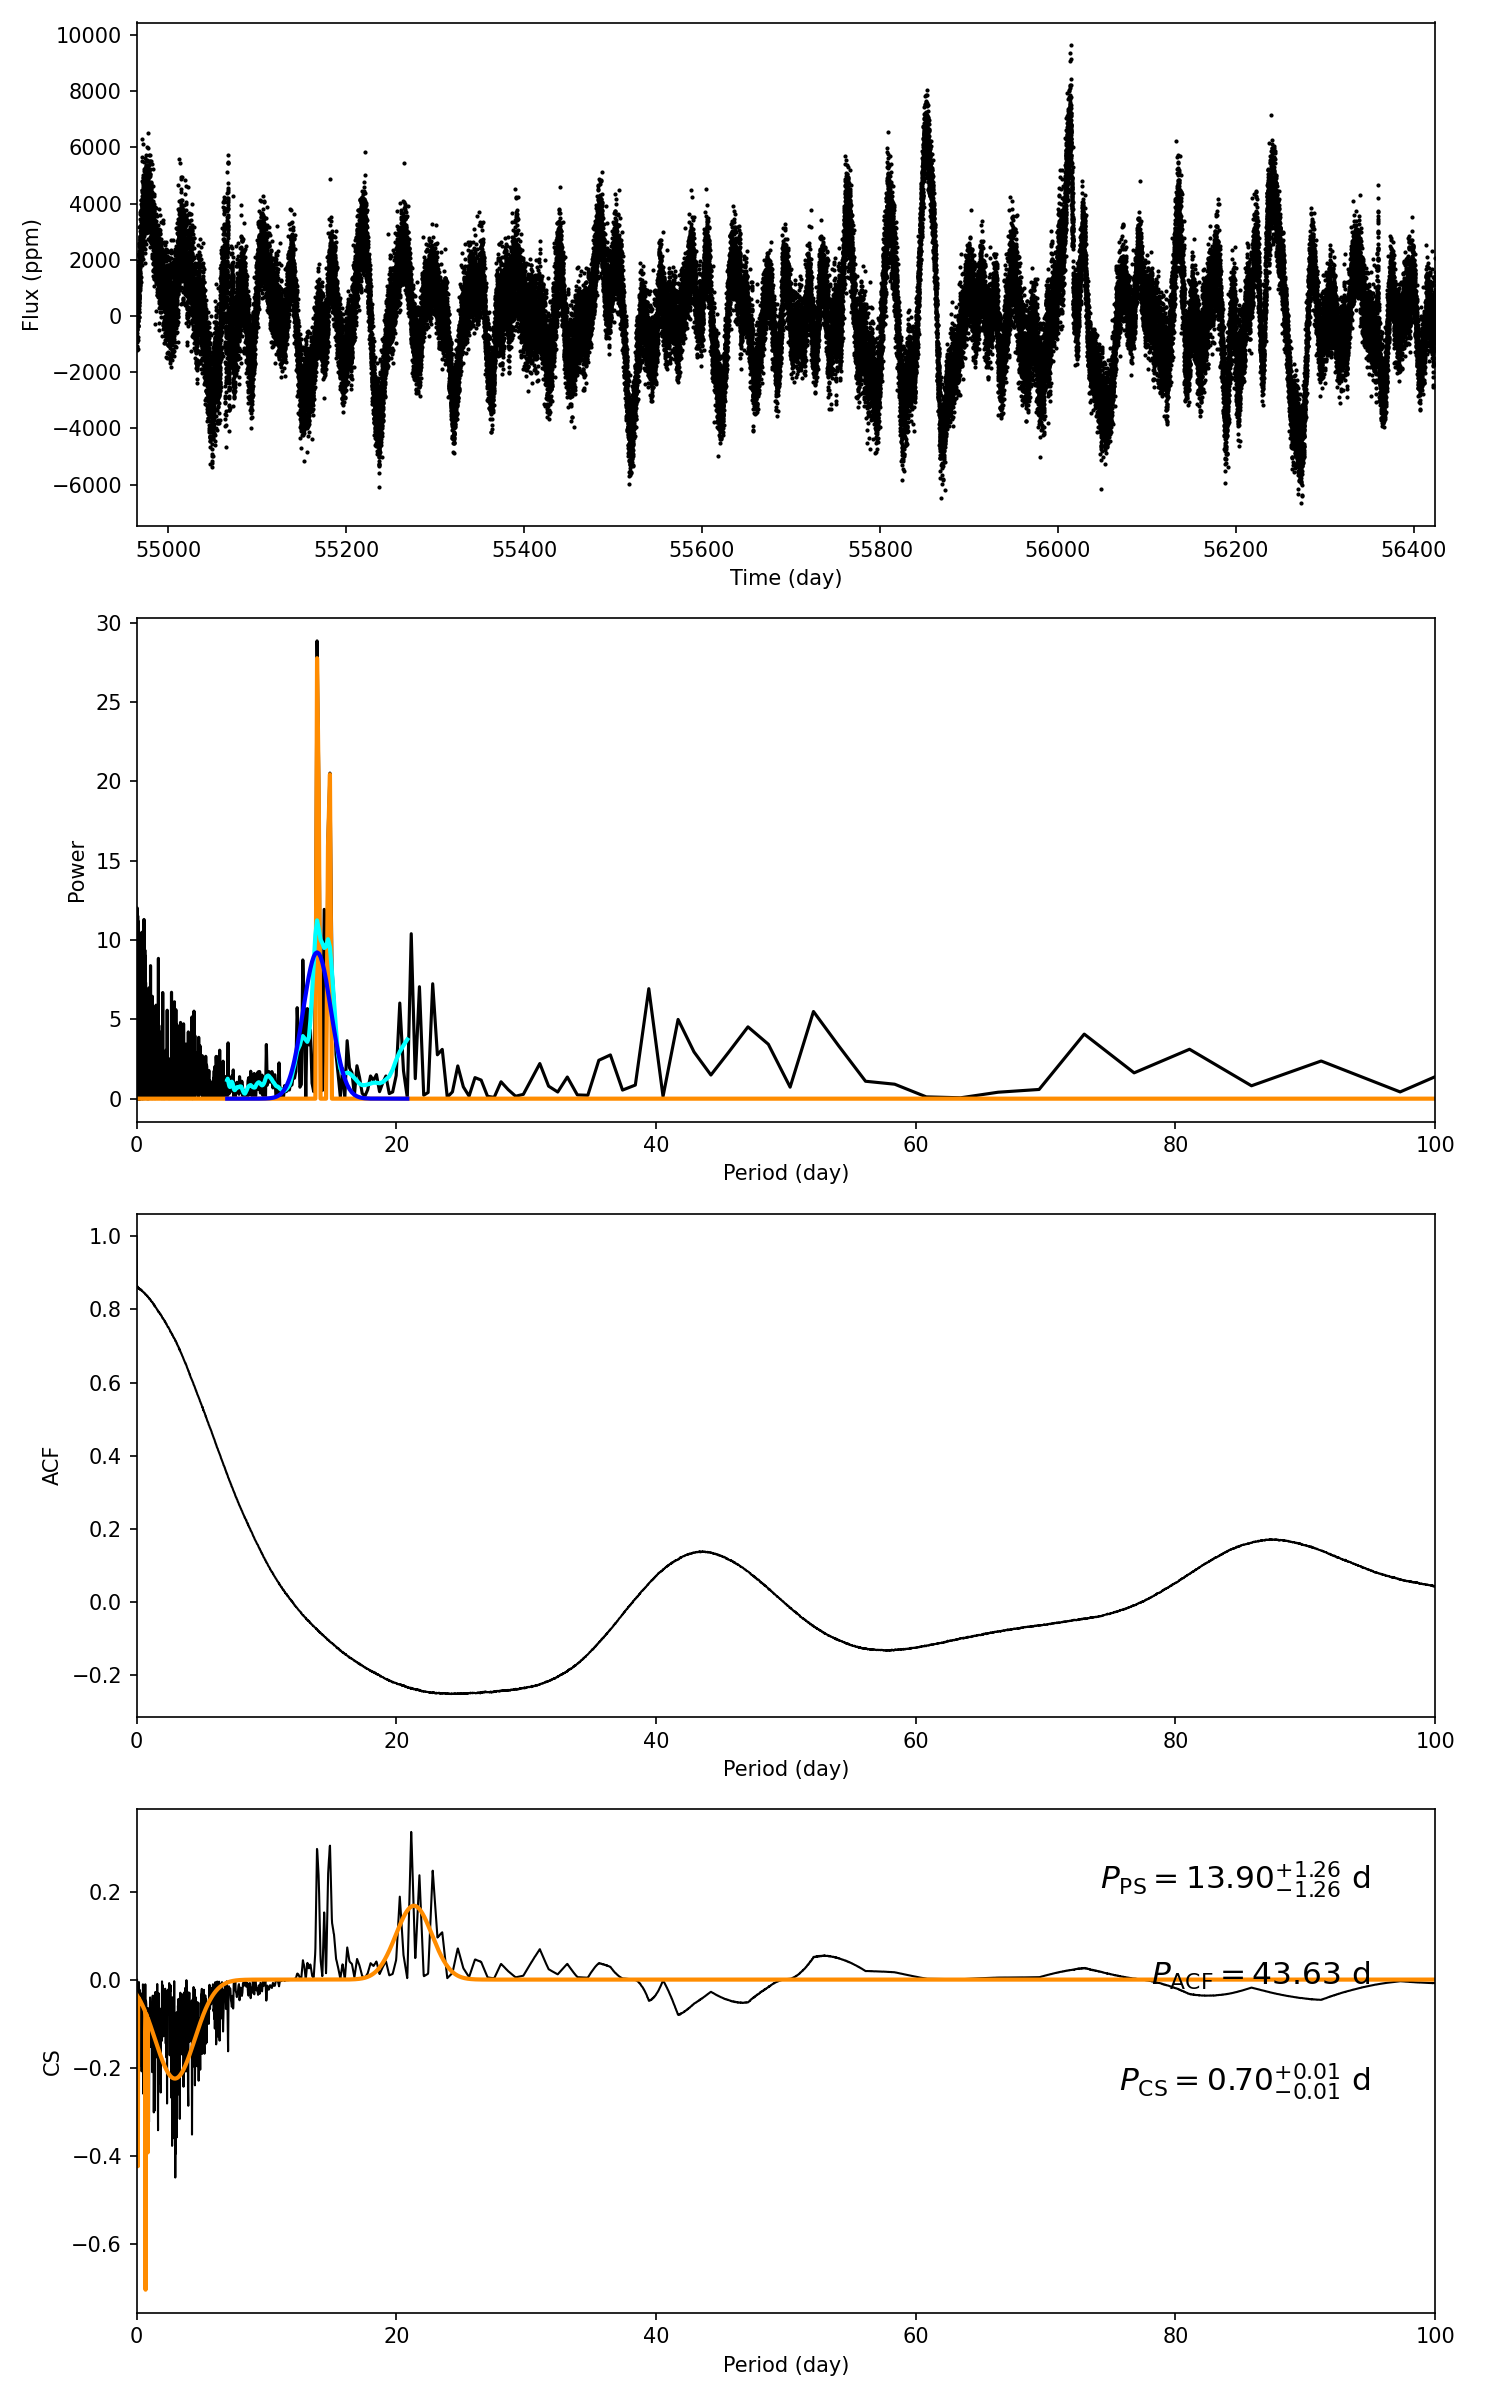 10000
8000
6000
4000
2000
0
−2000
−4000
−6000
Flux (ppm)
55000 55200 55400 55600 55800 56000 56200 56400
Time (day)
30
25
20
15
10
5
0
Power
0 20 40 60 80 100
Period (day)
1.0
0.8
0.6
0.4
0.2
0.0
−0.2
ACF
0 20 40 60 80 100
Period (day)
0.2
0.0
−0.2
−0.4
−0.6
CS
P_PS = 13.90^{+1.26}_{−1.26} d
P_ACF = 43.63 d
P_CS = 0.70^{+0.01}_{−0.01} d
0 20 40 60 80 100
Period (day)